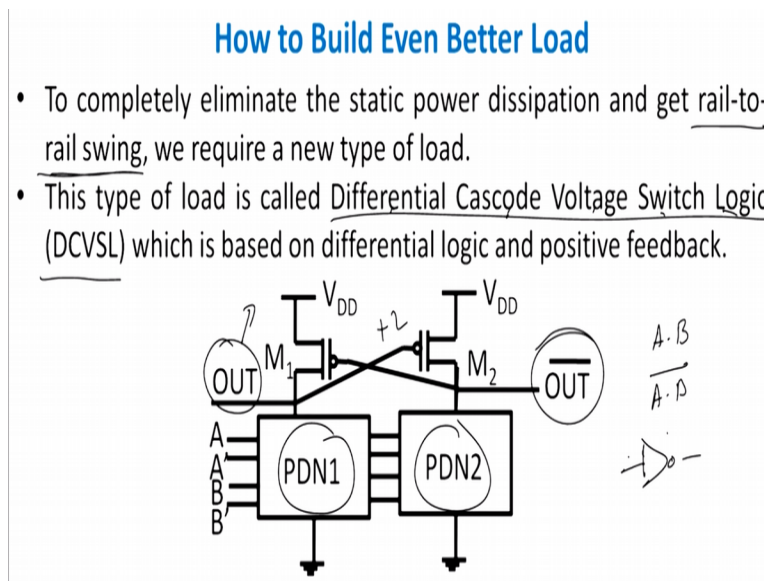 How to Build Even Better Load
• To completely eliminate the static power dissipation and get rail-to-
rail swing, we require a new type of load.
• This type of load is called Differential Cascode Voltage Switch Logic
(DCVSL) which is based on differential logic and positive feedback.
VDD VDD
+2
M1 M2
OUT OUT
A.B
A.B
A
A'
B
B'
PDN1 PDN2